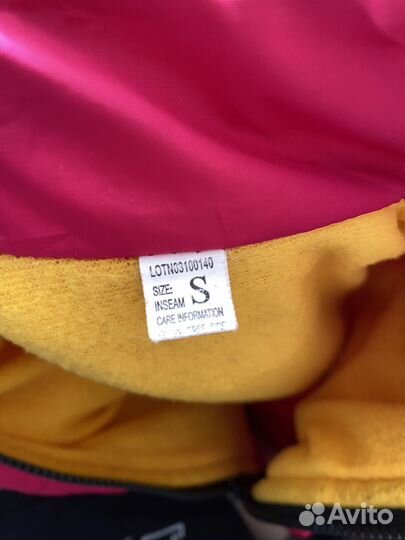 LOTN03100140
SIZE: S
INSEAM
CARE INFORMATION
Avito